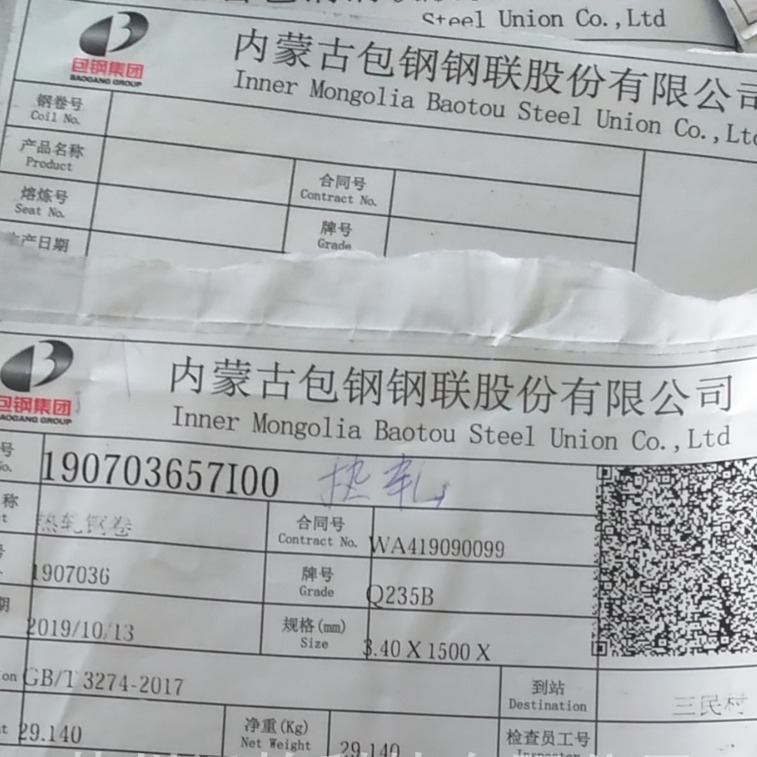 Steel Union Co.,Ltd
包钢集团
BAOGANG GROUP
内蒙古包钢钢联股份有限公司
Inner Mongolia Baotou Steel Union Co.,Ltd
钢卷号
Coil No.
产品名称
Product
合同号
Contract No.
熔炼号
Seat No.
牌号
Grade
生产日期
包钢集团
BAOGANG GROUP
内蒙古包钢钢联股份有限公司
Inner Mongolia Baotou Steel Union Co.,Ltd
号
No.
190703657I00 热轧
称
热轧钢卷
合同号
Contract No.
WA419090099
号
1907036
牌号
Grade
Q235B
期
2019/10/13
规格(mm)
Size
3.40 X 1500 X
on GB/T 3274-2017
到站
Destination
三民村
29.140
净重(Kg)
Net Weight
29.140
检查员工号
Inspector